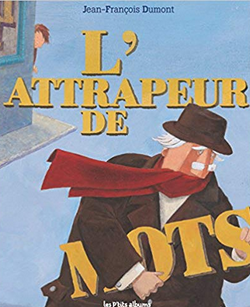 Jean-François Dumont
L'
ATTRAPEUR
DE
MOTS
les P'tits albums